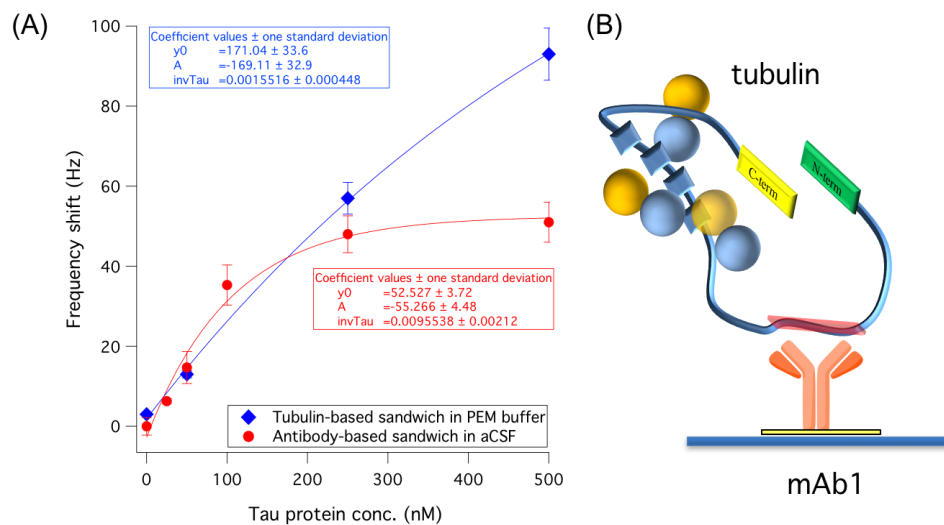 (A)
100
80
60
40
20
0
Frequency shift (Hz)
Coefficient values ± one standard deviation
y0 =171.04 ± 33.6
A =-169.11 ± 32.9
invTau =0.0015516 ± 0.000448
Coefficient values ± one standard deviation
y0 =52.527 ± 3.72
A =-55.266 ± 4.48
invTau =0.0095538 ± 0.00212
Tubulin-based sandwich in PEM buffer
Antibody-based sandwich in aCSF
0 100 200 300 400 500
Tau protein conc. (nM)
(B)
tubulin
C-term
N-term
mAb1